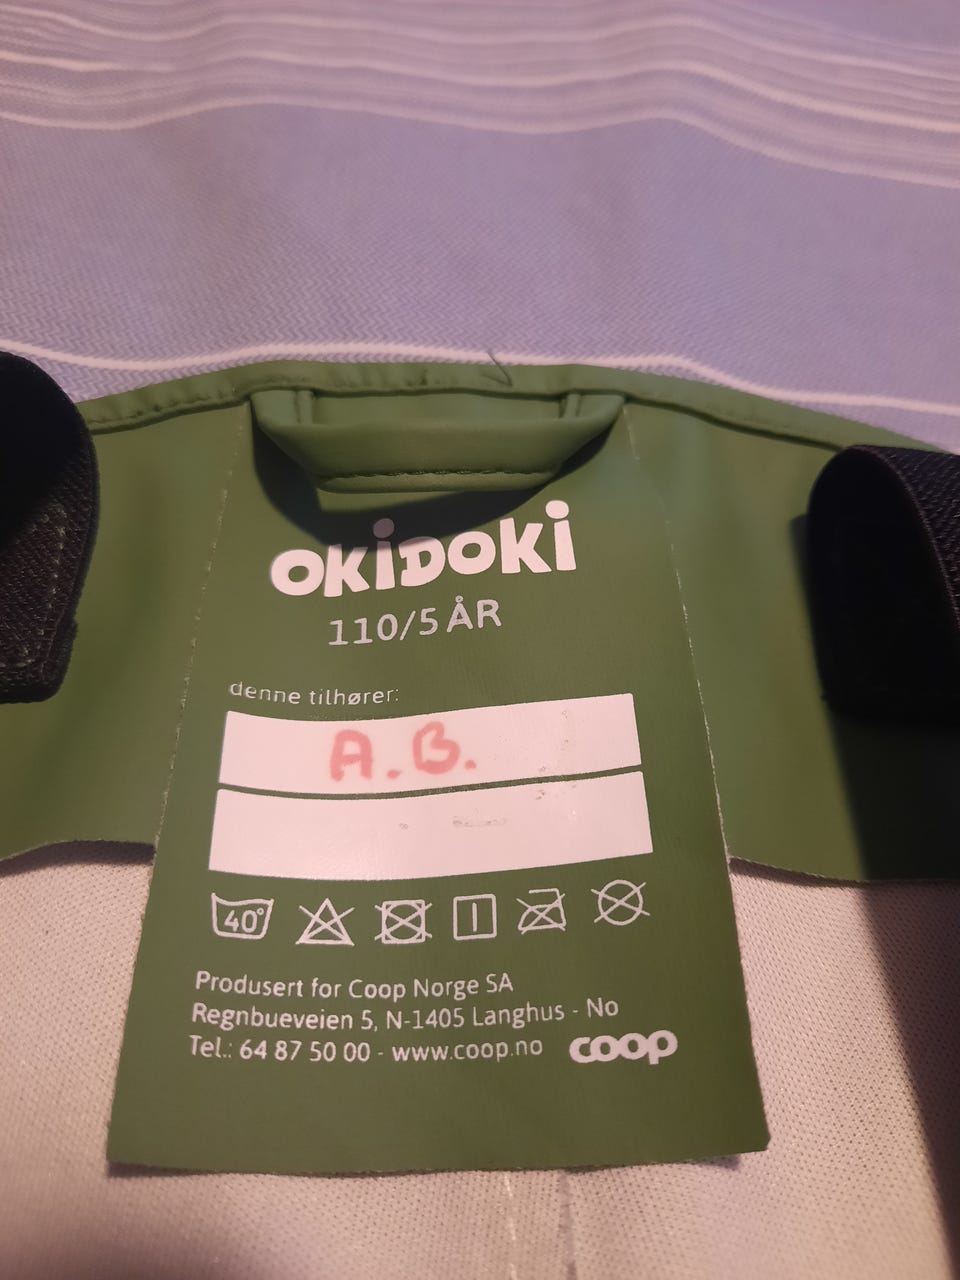 OKIDOKI
110/5 ÅR
denne tilhører:
A.B.
40°
Produsert for Coop Norge SA
Regnbueveien 5, N-1405 Langhus - No
Tel.: 64 87 50 00 - www.coop.no coop